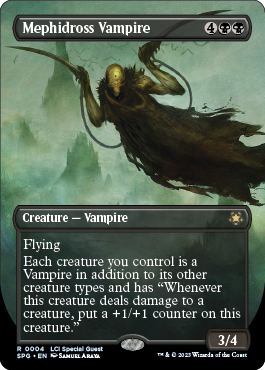 Mephidross Vampire 4
Creature — Vampire
Flying
Each creature you control is a
Vampire in addition to its other
creature types and has “Whenever
this creature deals damage to a
creature, put a +1/+1 counter on this
creature.”
3/4
R 0004 LCI Special Guest
SPG • EN Samuel Araya
™ & © 2023 Wizards of the Coast